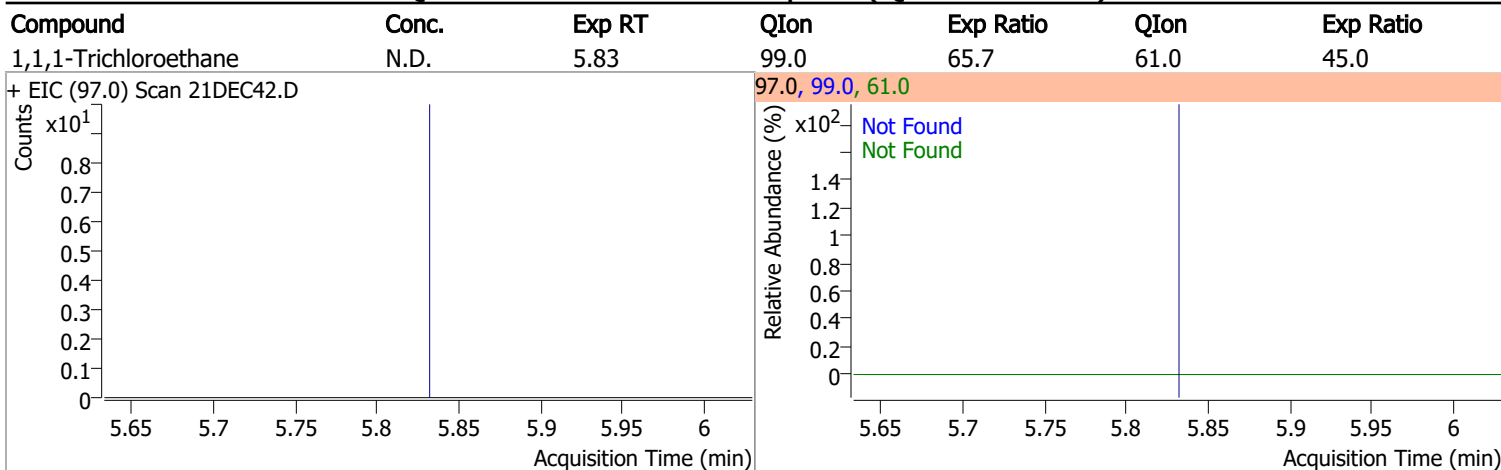 Compound Conc. Exp RT QIon Exp Ratio QIon Exp Ratio
1,1,1-Trichloroethane N.D. 5.83 99.0 65.7 61.0 45.0
+ EIC (97.0) Scan 21DEC42.D
Counts
x10¹
0.8
0.7
0.6
0.5
0.4
0.3
0.2
0.1
0
5.65 5.7 5.75 5.8 5.85 5.9 5.95 6
Acquisition Time (min)
97.0, 99.0, 61.0
Relative Abundance (%)
x10²
Not Found
Not Found
1.4
1.2
1
0.8
0.6
0.4
0.2
0
5.65 5.7 5.75 5.8 5.85 5.9 5.95 6
Acquisition Time (min)